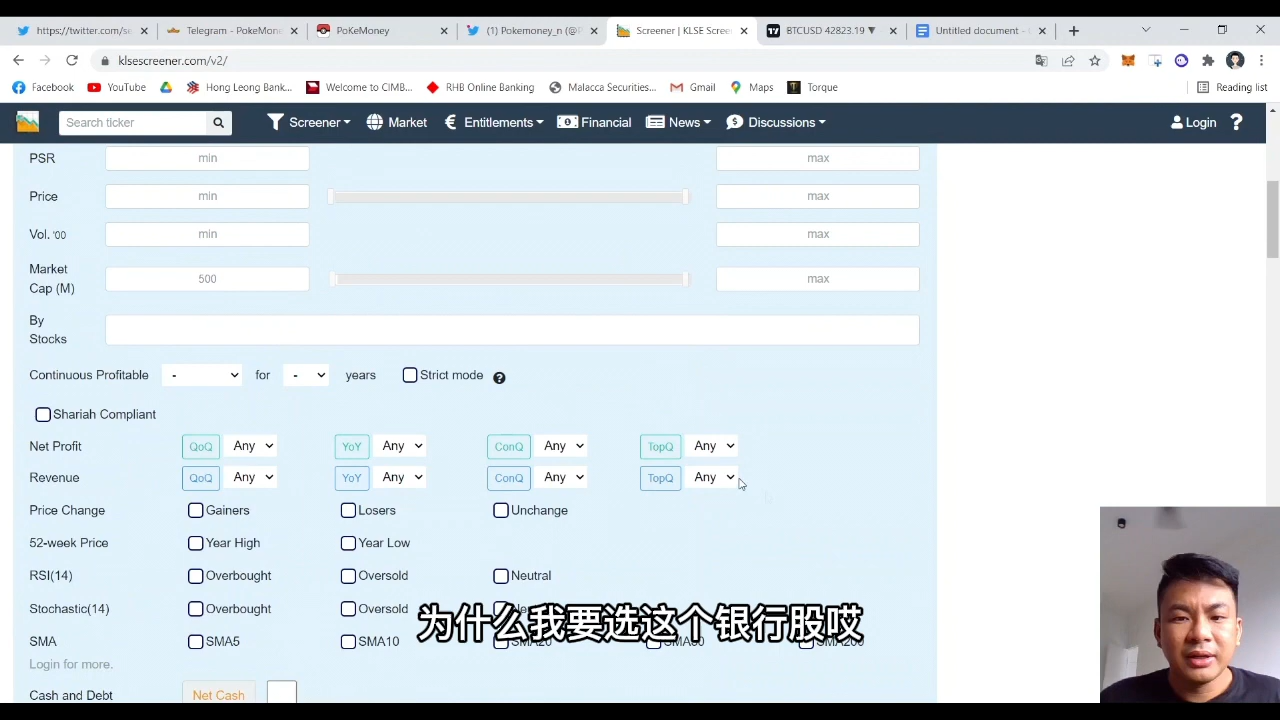 https://twitter.com/se
Telegram - PokeMone
PoKeMoney
(1) Pokemoney_n (@P
Screener | KLSE Scree
BTCUSD 42823.19 ▼
Untitled document -
klsescreener.com/v2/
Facebook
YouTube
Hong Leong Bank...
Welcome to CIMB...
RHB Online Banking
Malacca Securities...
Gmail
Maps
Torque
Reading list
Search ticker
Screener
Market
Entitlements
Financial
News
Discussions
Login
PSR min max
Price min max
Vol. '00 min max
Market
Cap (M) 500 max
By
Stocks
Continuous Profitable - for - years Strict mode
Shariah Compliant
Net Profit QoQ Any YoY Any ConQ Any TopQ Any
Revenue QoQ Any YoY Any ConQ Any TopQ Any
Price Change Gainers Losers Unchange
52-week Price Year High Year Low
RSI(14) Overbought Oversold Neutral
Stochastic(14) Overbought Oversold
为什么我要选这个银行股哎
SMA SMA5 SMA10 SMA20 SMA50 SMA200
Login for more.
Cash and Debt Net Cash